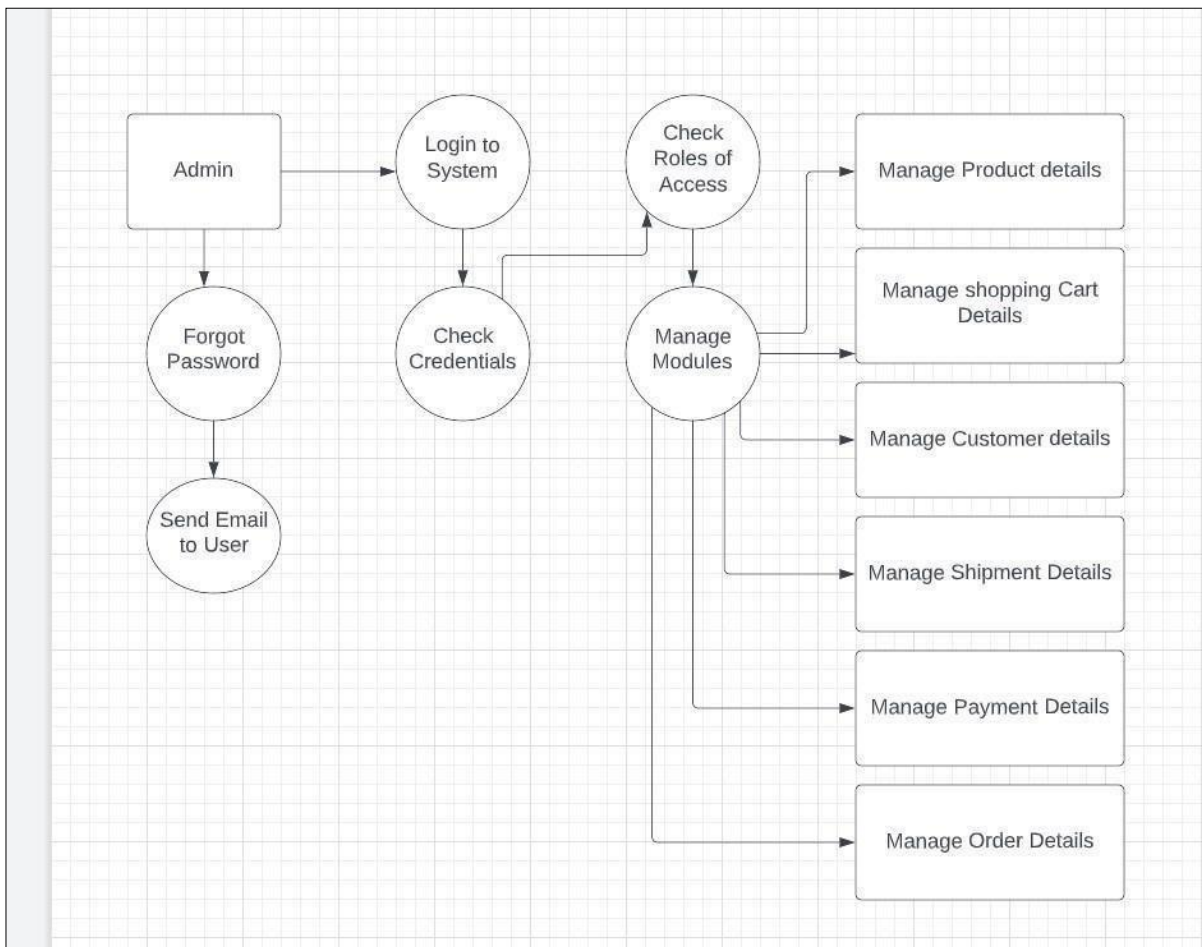 Admin
Login to
System
Check
Roles of
Access
Manage Product details
Manage shopping Cart
Details
Forgot
Password
Check
Credentials
Manage
Modules
Manage Customer details
Send Email
to User
Manage Shipment Details
Manage Payment Details
Manage Order Details